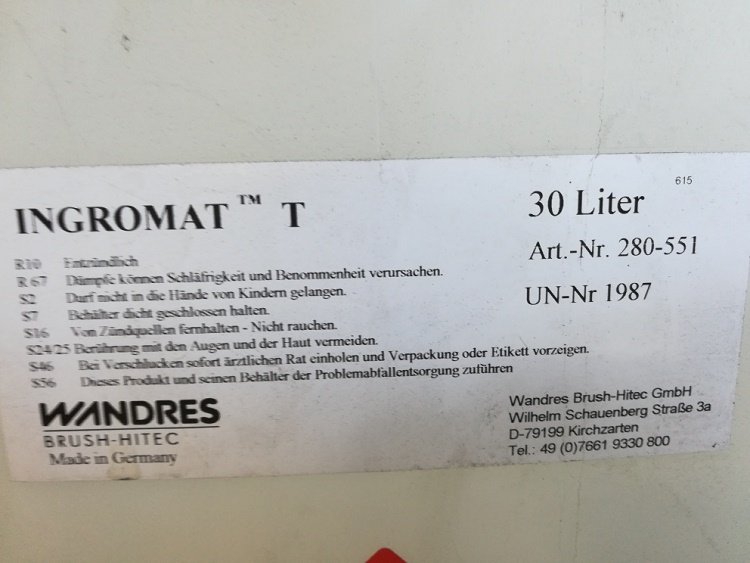 615
INGROMAT™ T
30 Liter
Art.-Nr. 280-551
UN-Nr 1987
R10 Entzündlich
R 67 Dämpfe können Schläfrigkeit und Benommenheit verursachen.
S2 Darf nicht in die Hände von Kindern gelangen.
S7 Behälter dicht geschlossen halten.
S16 Von Zündquellen fernhalten - Nicht rauchen.
S24/25 Berührung mit den Augen und der Haut vermeiden.
S46 Bei Verschlucken sofort ärztlichen Rat einholen und Verpackung oder Etikett vorzeigen.
S56 Dieses Produkt und seinen Behälter der Problemabfallentsorgung zuführen
WANDRES
BRUSH-HITEC
Made in Germany
Wandres Brush-Hitec GmbH
Wilhelm Schauenberg Straße 3a
D-79199 Kirchzarten
Tel.: 49 (0)7661 9330 800